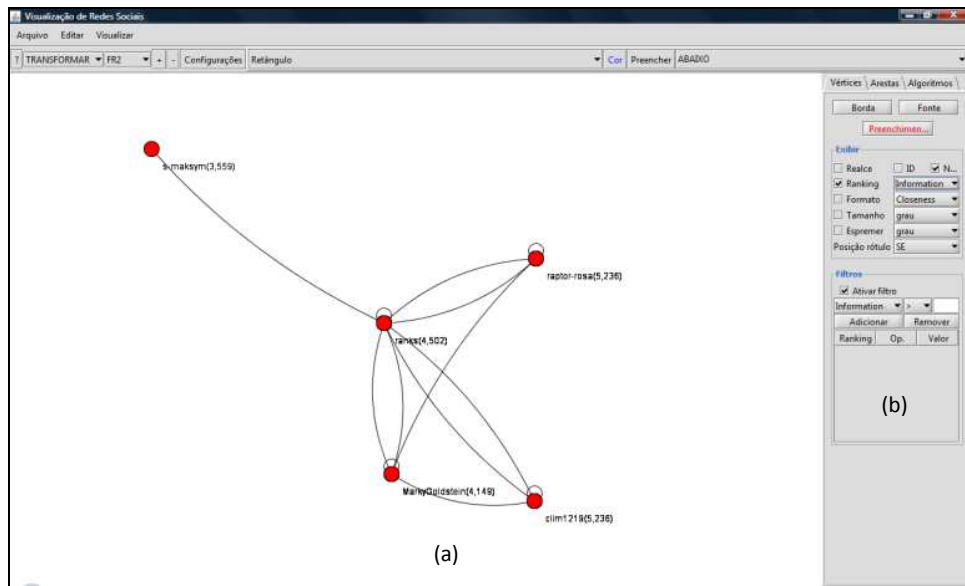 Visualização de Redes Sociais
Arquivo Editar Visualizar
? TRANSFORMAR FR2 + - Configurações Retângulo Cor Preencher ABADIO
Vértices Arestas Algoritmos
Borda Fonte
Preenchimen...
Exibir
Realce ID N...
Ranking Information
Formato Closeness
Tamanho grau
Espremer grau
Posição rótulo SE
Filtros
Ativar filtro
Information >
Adicionar Remover
Ranking Op. Valor
(b)
s-maksym(3,559)
raptor-rosa(5,236)
ranks(4,502)
MarkyGoldstein(4,149)
clim1219(5,236)
(a)